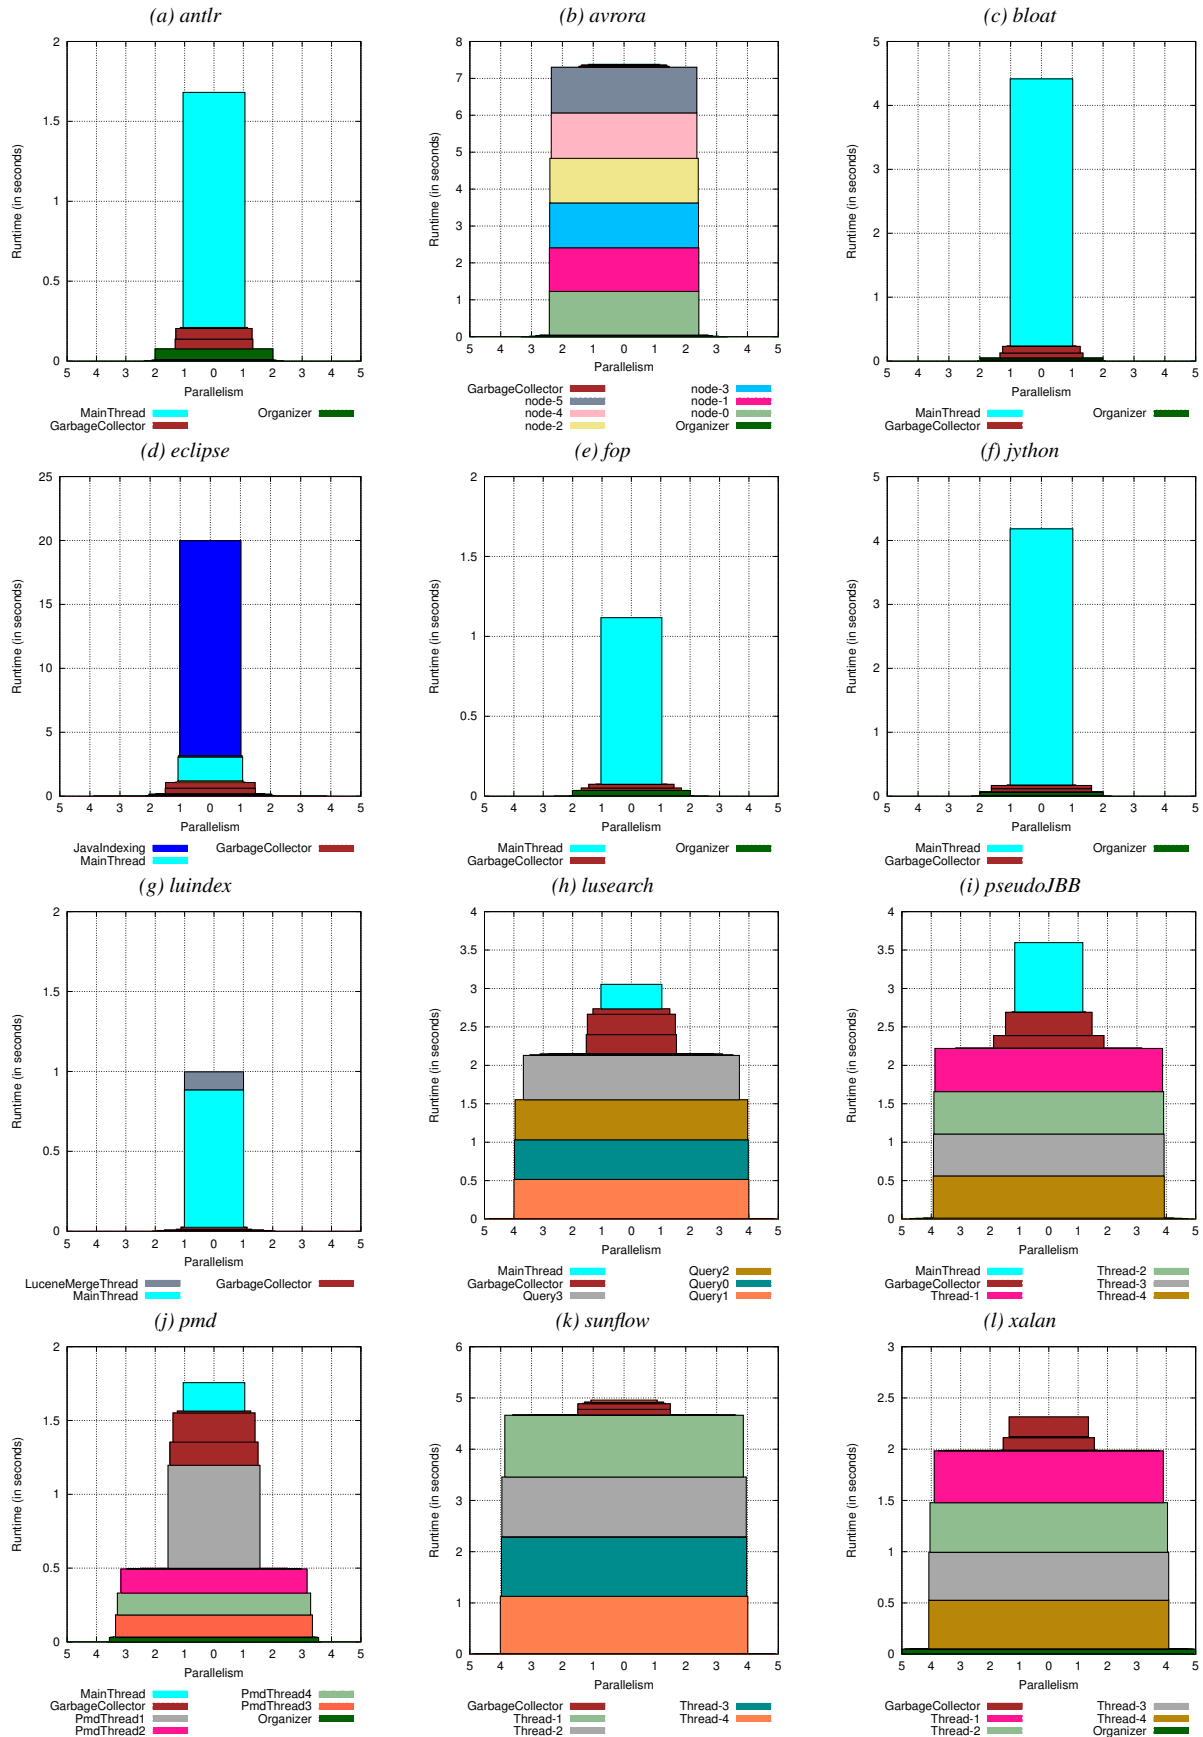 (a) antlr
2
1.5
1
0.5
0
Runtime (in seconds)
5 4 3 2 1 0 1 2 3 4 5
Parallelism
MainThread
GarbageCollector
Organizer
(b) avrora
8
7
6
5
4
3
2
1
0
Runtime (in seconds)
5 4 3 2 1 0 1 2 3 4 5
Parallelism
GarbageCollector
node-5
node-4
node-2
node-3
node-1
node-0
Organizer
(c) bloat
5
4
3
2
1
0
Runtime (in seconds)
5 4 3 2 1 0 1 2 3 4 5
Parallelism
MainThread
GarbageCollector
Organizer
(d) eclipse
25
20
15
10
5
0
Runtime (in seconds)
5 4 3 2 1 0 1 2 3 4 5
Parallelism
JavaIndexing
MainThread
GarbageCollector
(e) fop
2
1.5
1
0.5
0
Runtime (in seconds)
5 4 3 2 1 0 1 2 3 4 5
Parallelism
MainThread
GarbageCollector
Organizer
(f) jython
5
4
3
2
1
0
Runtime (in seconds)
5 4 3 2 1 0 1 2 3 4 5
Parallelism
MainThread
GarbageCollector
Organizer
(g) luindex
2
1.5
1
0.5
0
Runtime (in seconds)
5 4 3 2 1 0 1 2 3 4 5
Parallelism
LuceneMergeThread
MainThread
GarbageCollector
(h) lusearch
4
3.5
3
2.5
2
1.5
1
0.5
0
Runtime (in seconds)
5 4 3 2 1 0 1 2 3 4 5
Parallelism
MainThread
GarbageCollector
Query3
Query2
Query0
Query1
(i) pseudoJBB
4
3.5
3
2.5
2
1.5
1
0.5
0
Runtime (in seconds)
5 4 3 2 1 0 1 2 3 4 5
Parallelism
MainThread
GarbageCollector
Thread-1
Thread-2
Thread-3
Thread-4
(j) pmd
2
1.5
1
0.5
0
Runtime (in seconds)
5 4 3 2 1 0 1 2 3 4 5
Parallelism
MainThread
GarbageCollector
PmdThread1
PmdThread2
PmdThread4
PmdThread3
Organizer
(k) sunflow
6
5
4
3
2
1
0
Runtime (in seconds)
5 4 3 2 1 0 1 2 3 4 5
Parallelism
GarbageCollector
Thread-1
Thread-2
Thread-3
Thread-4
(l) xalan
3
2.5
2
1.5
1
0.5
0
Runtime (in seconds)
5 4 3 2 1 0 1 2 3 4 5
Parallelism
GarbageCollector
Thread-1
Thread-2
Thread-3
Thread-4
Organizer